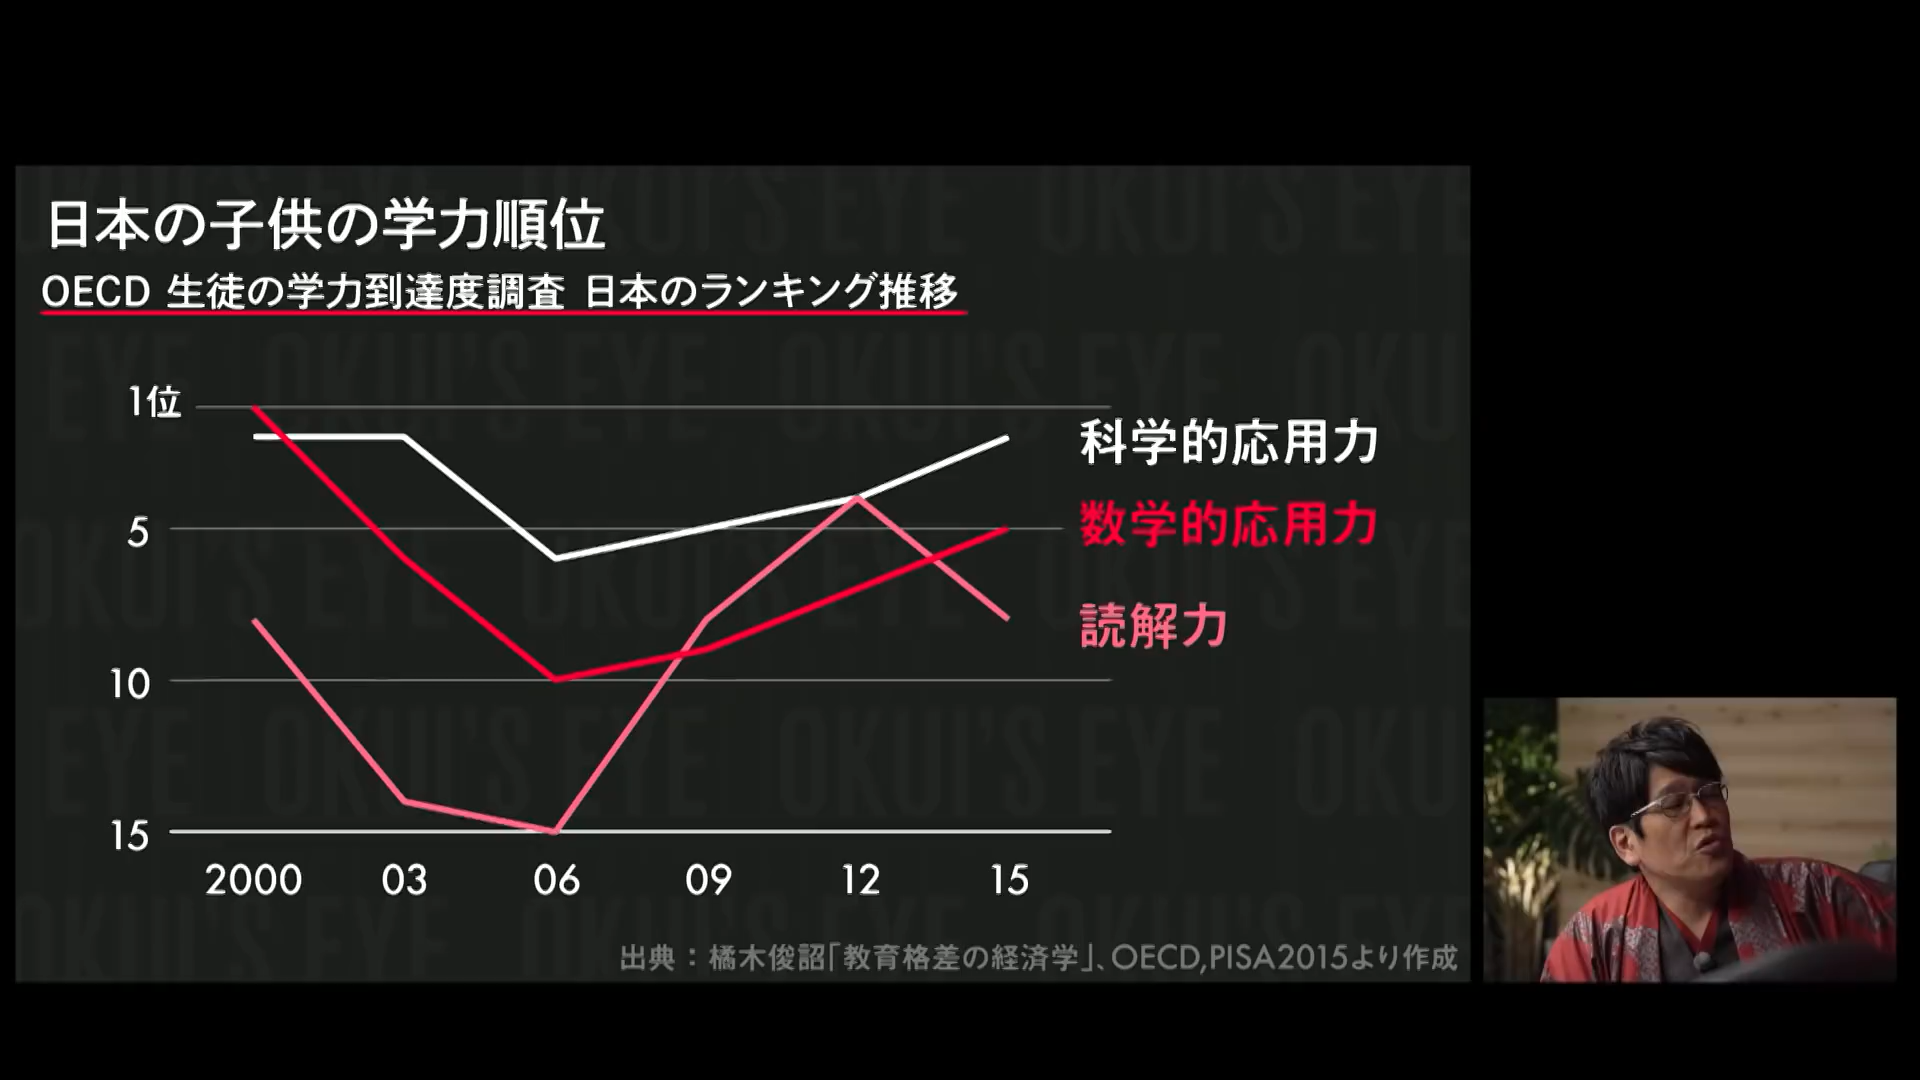 日本の子供の学力順位
OECD 生徒の学力到達度調査 日本のランキング推移
1位
科学的応用力
5
数学的応用力
読解力
10
15
2000 03 06 09 12 15
出典：橘木俊詔「教育格差の経済学」、OECD,PISA2015より作成
OKUI'S EYE